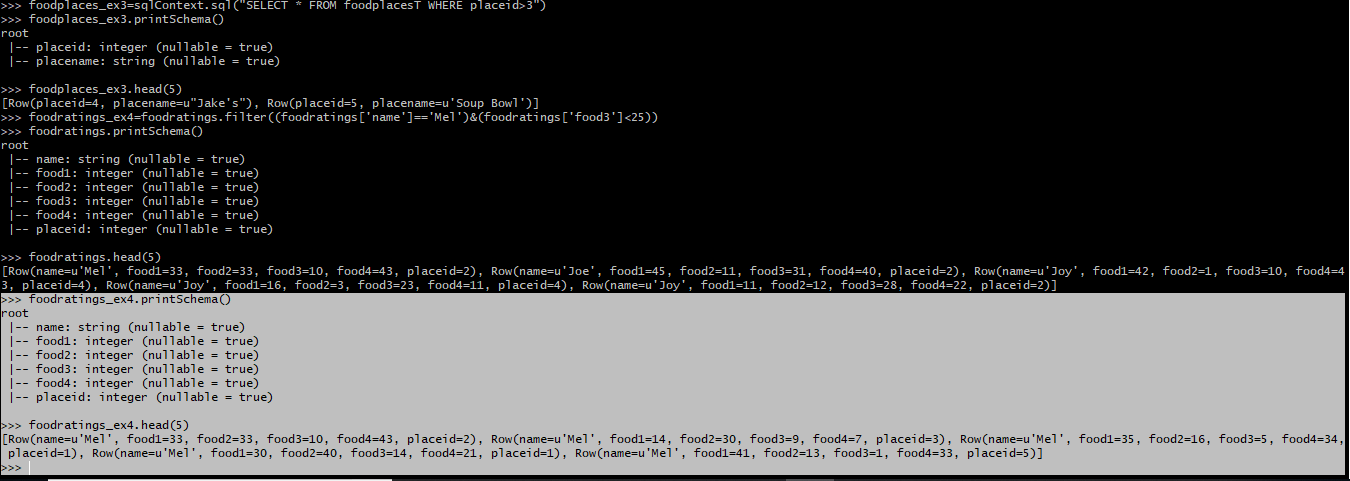 >>> foodplaces_ex3=sqlContext.sql("SELECT * FROM foodplacesT WHERE placeid>3")
>>> foodplaces_ex3.printSchema()
root
 |-- placeid: integer (nullable = true)
 |-- placename: string (nullable = true)

>>> foodplaces_ex3.head(5)
[Row(placeid=4, placename=u"Jake's"), Row(placeid=5, placename=u'Soup Bowl')]
>>> foodratings_ex4=foodratings.filter((foodratings['name']=='Mel')&(foodratings['food3']<25))
>>> foodratings.printSchema()
root
 |-- name: string (nullable = true)
 |-- food1: integer (nullable = true)
 |-- food2: integer (nullable = true)
 |-- food3: integer (nullable = true)
 |-- food4: integer (nullable = true)
 |-- placeid: integer (nullable = true)

>>> foodratings.head(5)
[Row(name=u'Mel', food1=33, food2=33, food3=10, food4=43, placeid=2), Row(name=u'Joe', food1=45, food2=11, food3=31, food4=40, placeid=2), Row(name=u'Joy', food1=42, food2=1, food3=10, food4=4
3, placeid=4), Row(name=u'Joy', food1=16, food2=3, food3=23, food4=11, placeid=4), Row(name=u'Joy', food1=11, food2=12, food3=28, food4=22, placeid=2)]
>>> foodratings_ex4.printSchema()
root
 |-- name: string (nullable = true)
 |-- food1: integer (nullable = true)
 |-- food2: integer (nullable = true)
 |-- food3: integer (nullable = true)
 |-- food4: integer (nullable = true)
 |-- placeid: integer (nullable = true)

>>> foodratings_ex4.head(5)
[Row(name=u'Mel', food1=33, food2=33, food3=10, food4=43, placeid=2), Row(name=u'Mel', food1=14, food2=30, food3=9, food4=7, placeid=3), Row(name=u'Mel', food1=35, food2=16, food3=5, food4=34,
 placeid=1), Row(name=u'Mel', food1=30, food2=40, food3=14, food4=21, placeid=1), Row(name=u'Mel', food1=41, food2=13, food3=1, food4=33, placeid=5)]
>>>